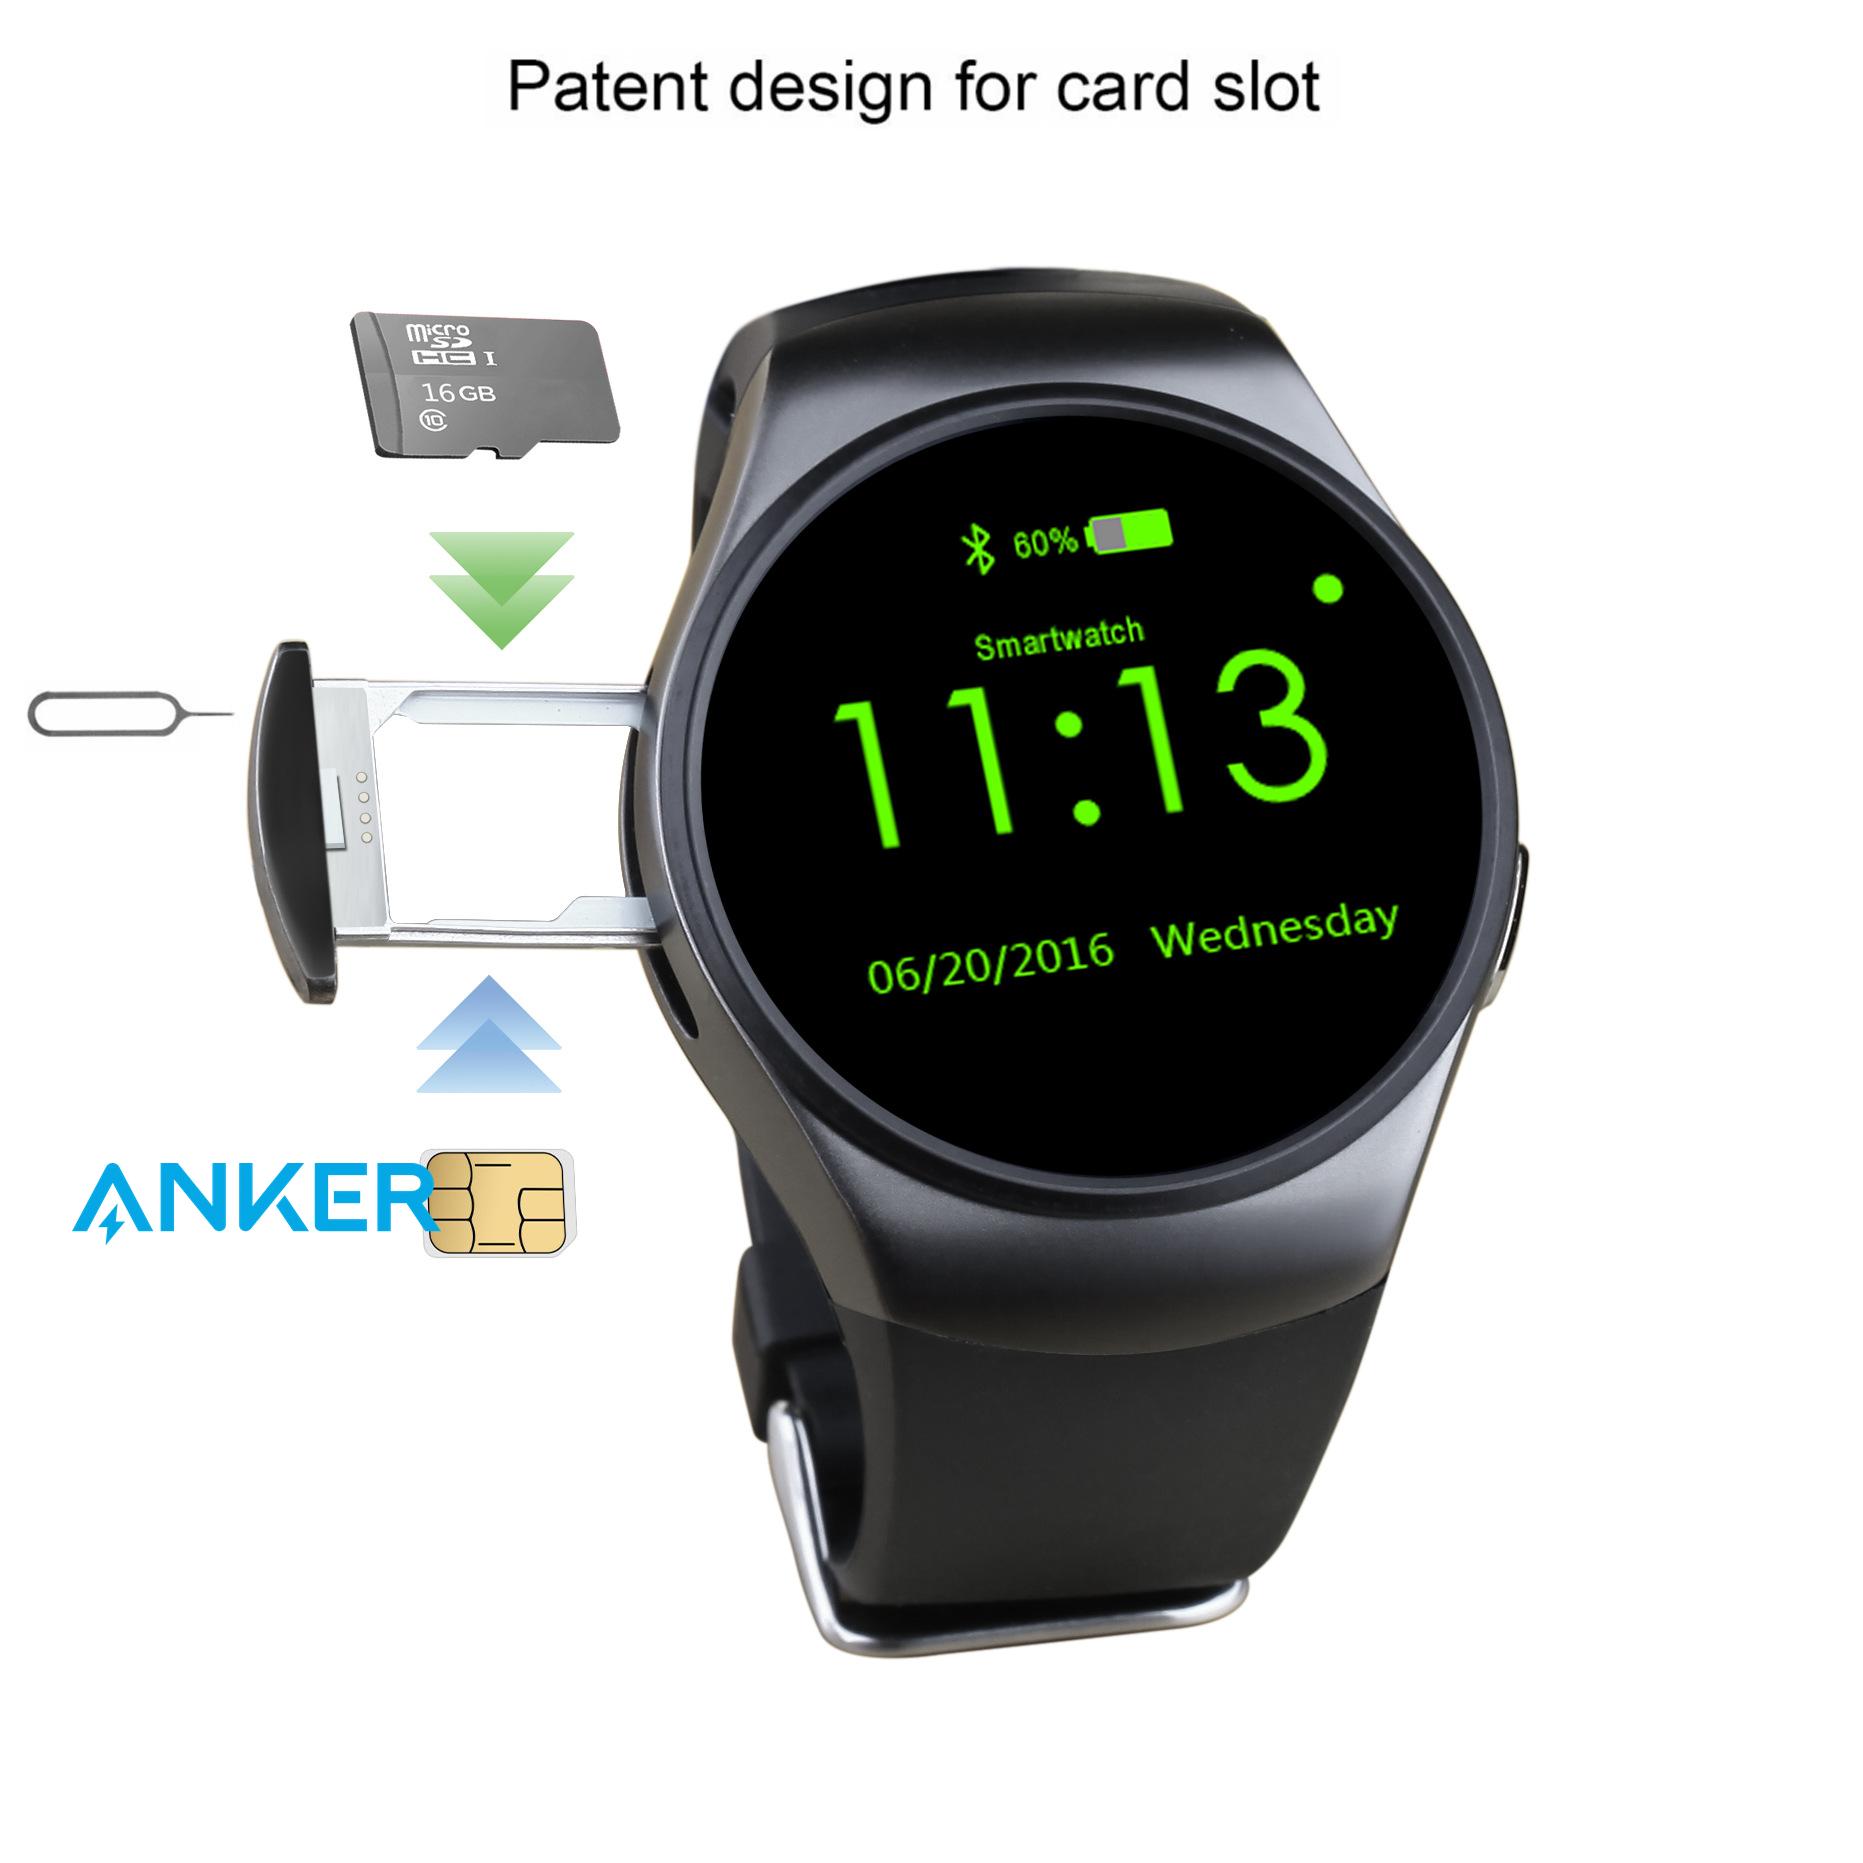 Patent design for card slot
micro
SD
HC I
16GB
10
60%
Smartwatch
11:13
06/20/2016 Wednesday
ANKER